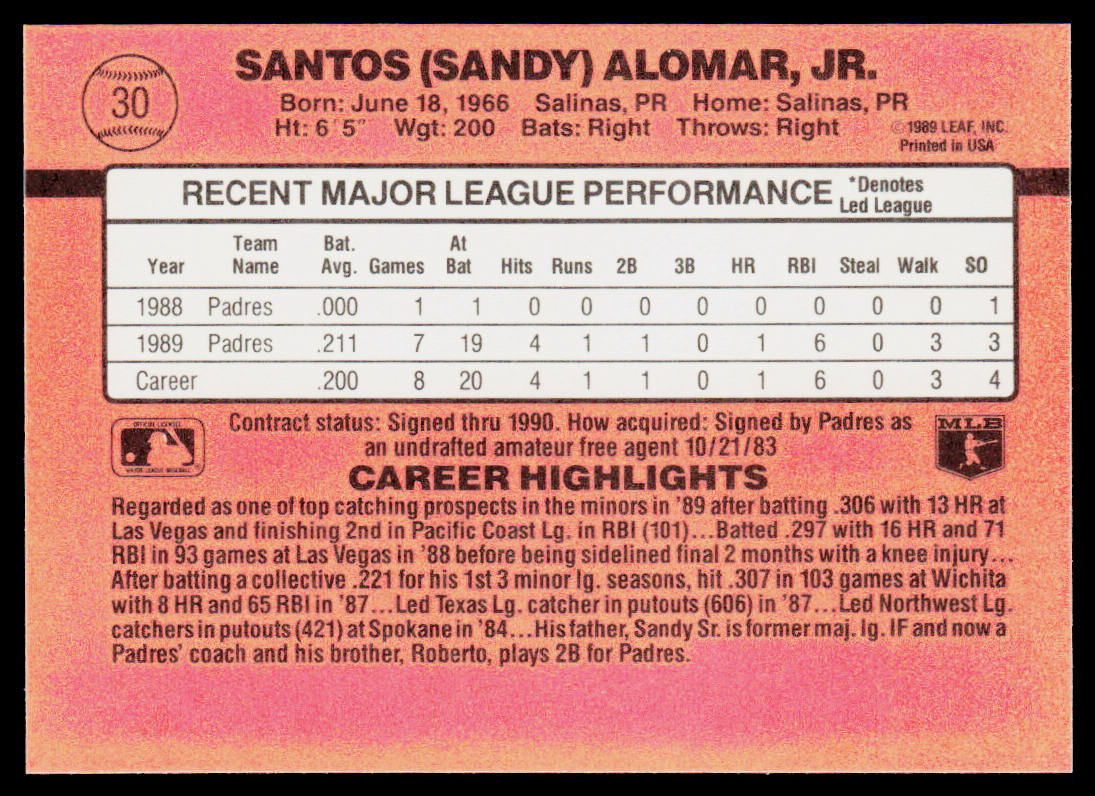 30
SANTOS (SANDY) ALOMAR, JR.
Born: June 18, 1966 Salinas, PR Home: Salinas, PR
Ht: 6'5" Wgt: 200 Bats: Right Throws: Right
©1989 LEAF, INC.
Printed in USA
RECENT MAJOR LEAGUE PERFORMANCE *Denotes Led League
Year Team Name Bat. Avg. Games At Bat Hits Runs 2B 3B HR RBI Steal Walk SO
1988 Padres .000 1 1 0 0 0 0 0 0 0 0 1
1989 Padres .211 7 19 4 1 1 0 1 6 0 3 3
Career .200 8 20 4 1 1 0 1 6 0 3 4
OFFICIAL LICENSEE
MAJOR LEAGUE BASEBALL
MLB
Contract status: Signed thru 1990. How acquired: Signed by Padres as
an undrafted amateur free agent 10/21/83
CAREER HIGHLIGHTS
Regarded as one of top catching prospects in the minors in '89 after batting .306 with 13 HR at
Las Vegas and finishing 2nd in Pacific Coast Lg. in RBI (101)...Batted .297 with 16 HR and 71
RBI in 93 games at Las Vegas in '88 before being sidelined final 2 months with a knee injury...
After batting a collective .221 for his 1st 3 minor lg. seasons, hit .307 in 103 games at Wichita
with 8 HR and 65 RBI in '87...Led Texas Lg. catcher in putouts (606) in '87...Led Northwest Lg.
catchers in putouts (421) at Spokane in '84...His father, Sandy Sr. is former maj. lg. IF and now a
Padres' coach and his brother, Roberto, plays 2B for Padres.